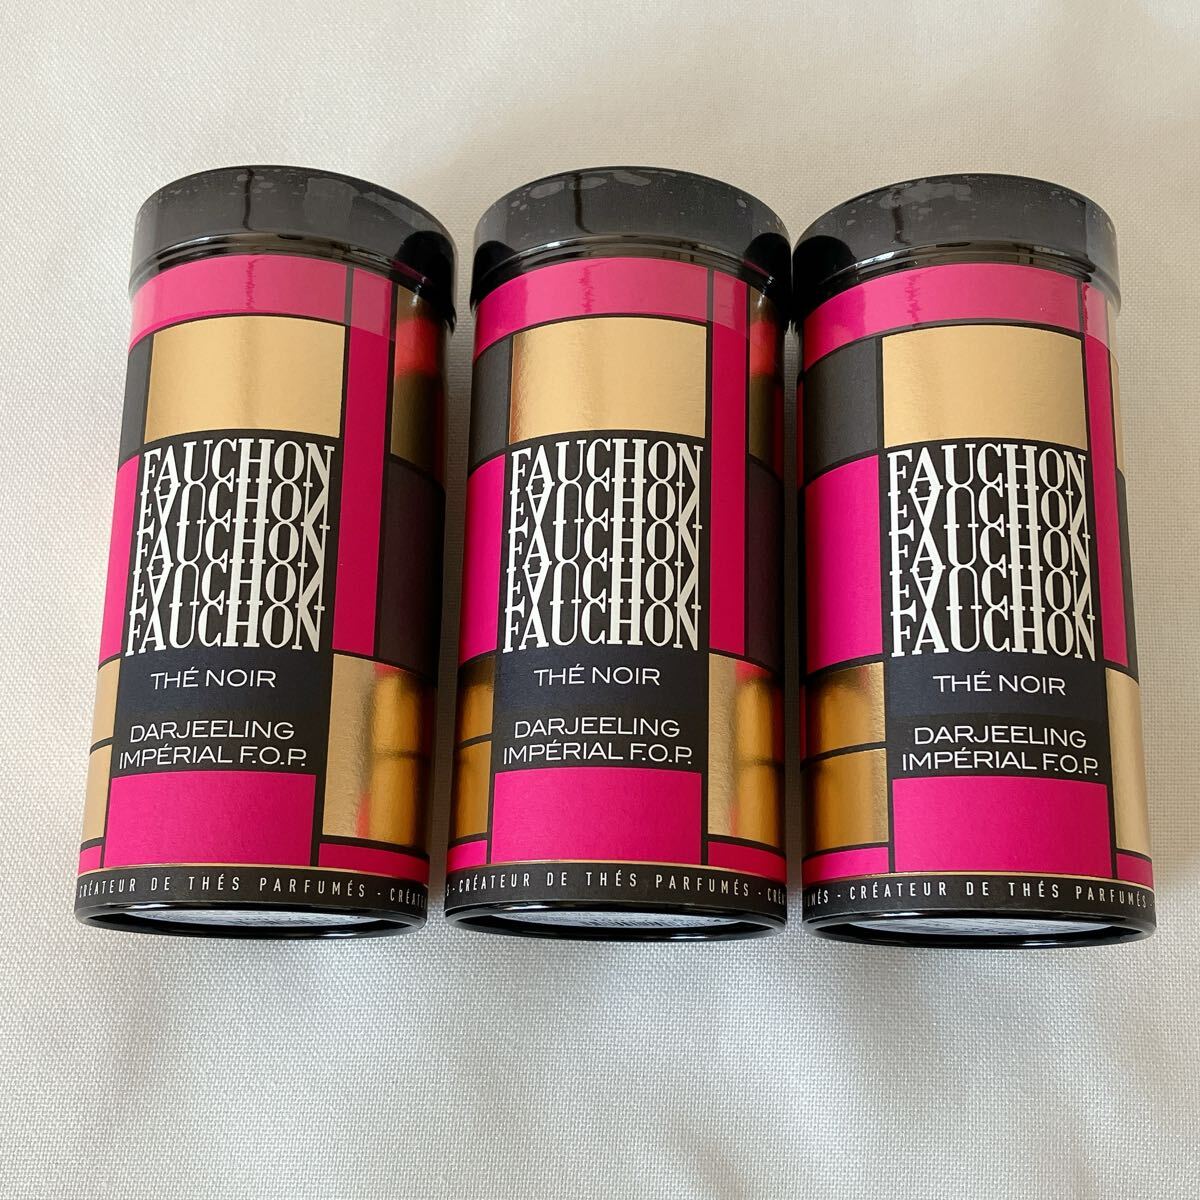 FAUCHON
FAUCHON
FAUCHON
FAUCHON
FAUCHON
THÉ NOIR
DARJEELING
IMPÉRIAL F.O.P.
CRÉATEUR DE THÉS PARFUMÉS -
FAUCHON
FAUCHON
FAUCHON
FAUCHON
FAUCHON
THÉ NOIR
DARJEELING
IMPÉRIAL F.O.P.
- CRÉATEUR DE THÉS PARFUMÉS -
FAUCHON
FAUCHON
FAUCHON
FAUCHON
FAUCHON
THÉ NOIR
DARJEELING
IMPÉRIAL F.O.P.
- CRÉATEUR DE THÉS PARFUMÉS -